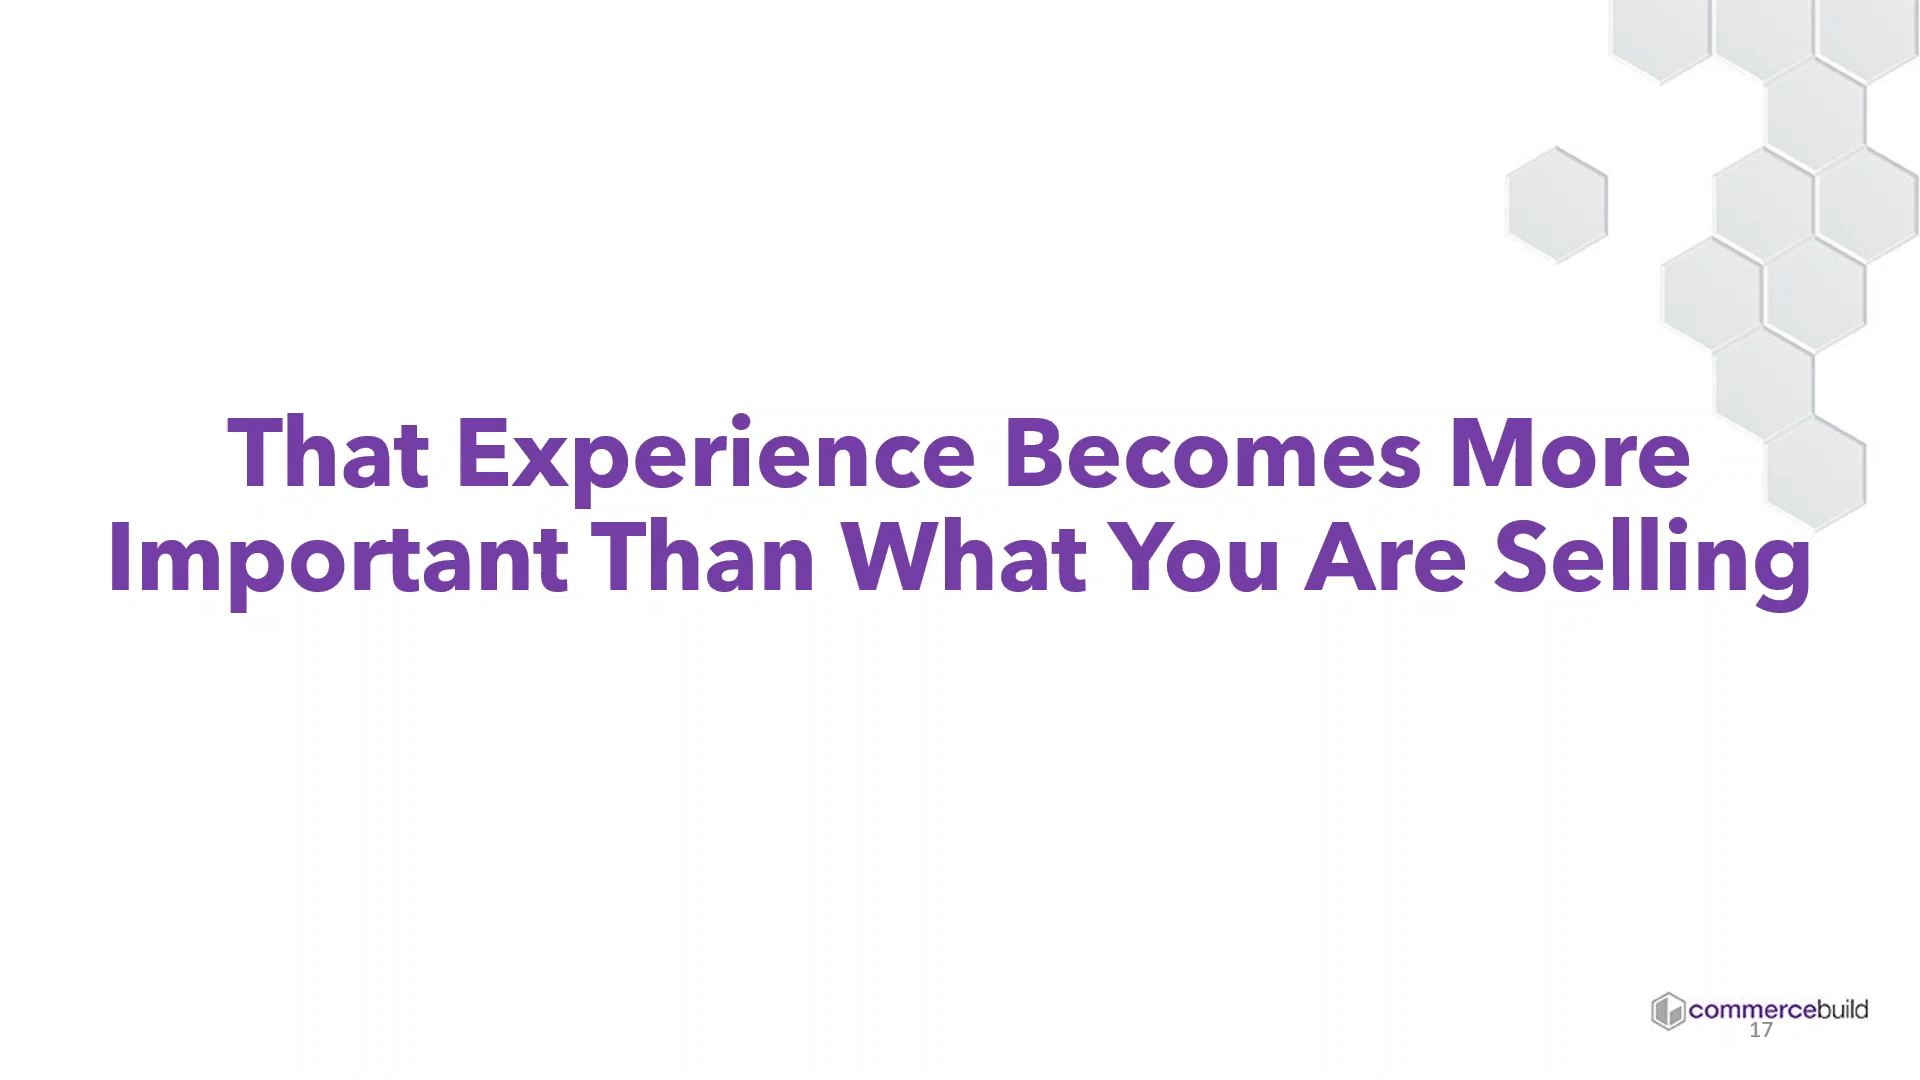 That Experience Becomes More
Important Than What You Are Selling
commercebuild
17